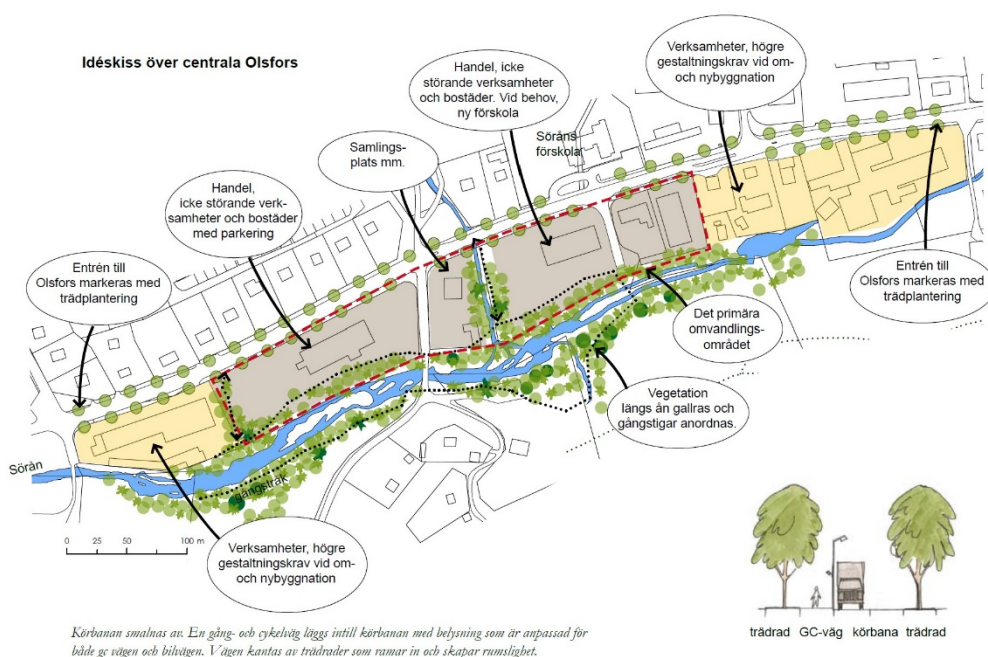 Idéskiss över centrala Olsfors
Verksamheter, högre
gestaltningskrav vid om-
och nybyggnation
Handel, icke
störande verksamheter
och bostäder. Vid behov,
ny förskola
Söråns
förskola
Samlings-
plats mm.
Handel,
icke störande verk-
samheter och bostäder
med parkering
Entrén till
Olsfors markeras med
trädplantering
Entrén till
Olsfors markeras med
trädplantering
Det primära
omvandlings-
området
Vegetation
längs ån gallras och
gångstigar anordnas.
Sörån
gångstråk
0 25 50 100 m
Verksamheter, högre
gestaltningskrav vid om-
och nybyggnation
trädrad GC-väg körbana trädrad
Körbanan smalnas av. En gång- och cykelväg läggs intill körbanan med belysning som är anpassad för
både gc vägen och bilvägen. Vägen kantas av trädrader som ramar in och skapar rumslighet.